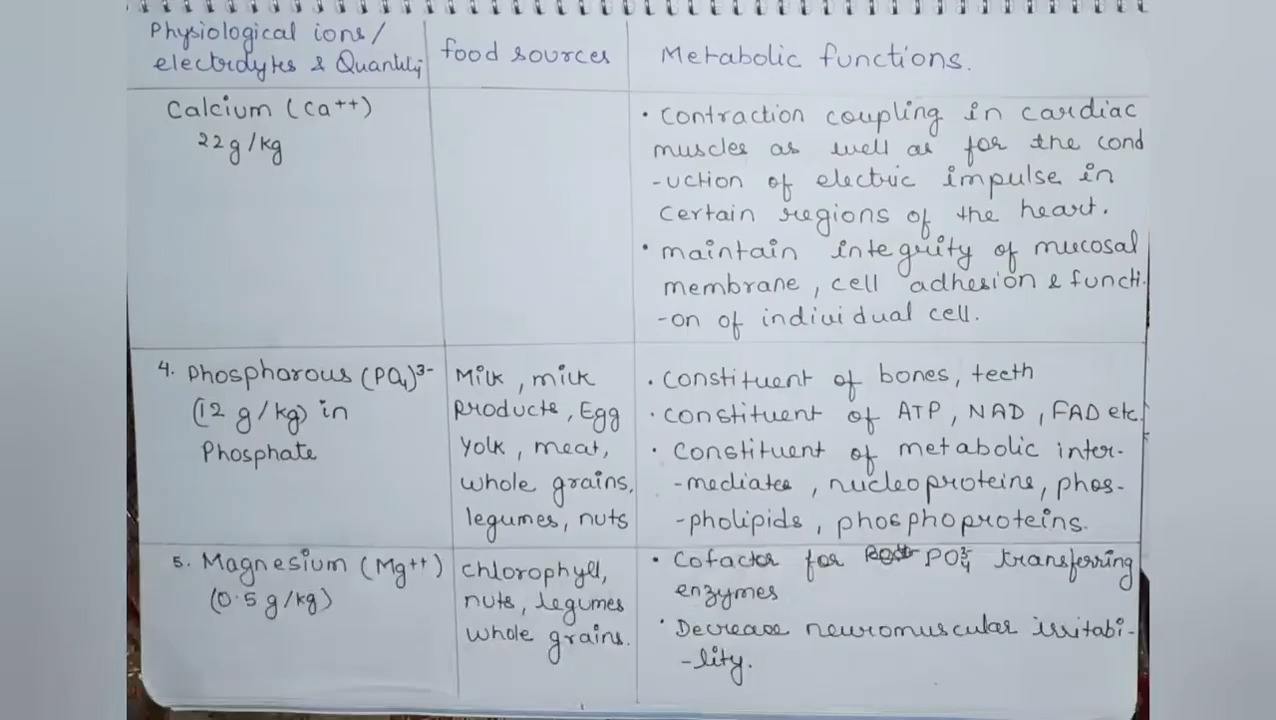 Physiological ions/ electrolytes & Quantity
food sources
Metabolic functions.
Calcium (Ca++)
22g/kg
• contraction coupling in cardiac
muscles as well as for the cond
-uction of electric impulse in
certain regions of the heart.
• maintain integrity of mucosal
membrane, cell adhesion & functi-
-on of individual cell.
4. Phospharous (PO4)3-
(12 g/kg) in
Phosphate
Milk, milk
products, Egg
Yolk, meat,
whole grains,
legumes, nuts
• constituent of bones, teeth
• constituent of ATP, NAD, FAD etc
• Constituent of metabolic inter-
-mediates, nucleoproteins, phos-
-pholipids, phosphoproteins.
5. Magnesium (Mg++)
(0.5 g/kg)
chlorophyll,
nuts, legumes
whole grains.
• Cofactor for PO43- transferring
enzymes
• Decrease neuromuscular irritabi-
-lity.